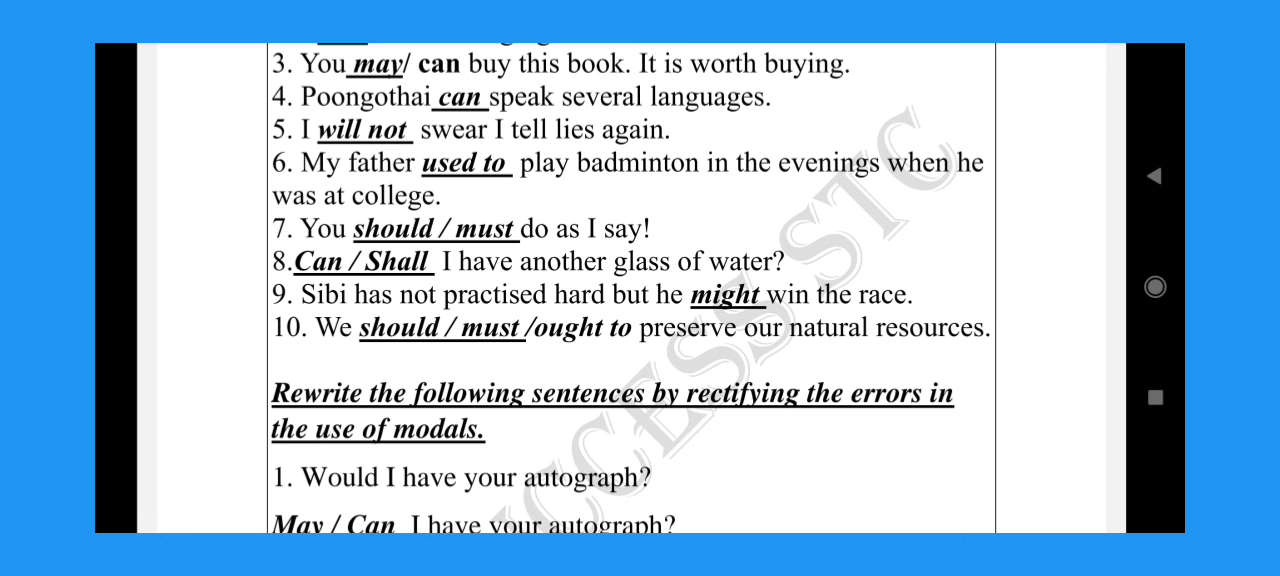 3. You may/ can buy this book. It is worth buying.
4. Poongothai can speak several languages.
5. I will not swear I tell lies again.
6. My father used to play badminton in the evenings when he
was at college.
7. You should / must do as I say!
8.Can / Shall I have another glass of water?
9. Sibi has not practised hard but he might win the race.
10. We should / must /ought to preserve our natural resources.
Rewrite the following sentences by rectifying the errors in
the use of modals.
1. Would I have your autograph?
May / Can I have your autograph?
CCESS STC